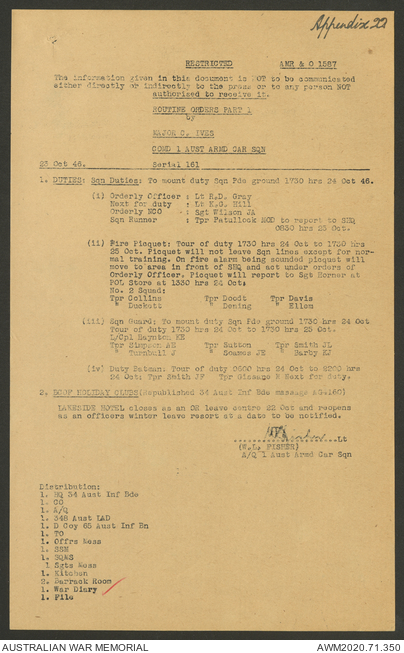 Appendix 22
RESTRICTED AMR & O 1587
The information given in this document is NOT to be communicated
either directly or indirectly to the press or to any person NOT
authorised to receive it.
ROUTINE ORDERS PART 1
by
MAJOR C. IVES
COMD 1 AUST ARMD CAR SQN
23 Oct 46. Serial 161
1. DUTIES: Sqn Duties: To mount duty Sqn Pde ground 1730 hrs 24 Oct 46.
(i) Orderly Officer : Lt R.D. Gray
Next for duty : Lt K.J. Hill
Orderly NCO : Sgt Wilson JA
Sqn Runner : Tpr Patullock NOD to report to SHQ
0830 hrs 25 Oct.
(ii) Fire Picquet: Tour of duty 1730 hrs 24 Oct to 1730 hrs
25 Oct. Picquet will not leave Sqn lines except for nor-
mal training. On fire alarm being sounded picquet will
move to area in front of SHQ and act under orders of
Orderly Officer. Picquet will report to Sgt Horner at
POL Store at 1330 hrs 24 Oct:
No. 2 Squad:
Tpr Collins Tpr Doodt Tpr Davis
" Duckett " Dening " Ellem
(iii) Sqn Guard: To mount duty Sqn Pde ground 1730 hrs 24 Oct
Tour of duty 1730 hrs 24 Oct to 1730 hrs 25 Oct.
L/Cpl Haynton KE
Tpr Simpson AE Tpr Sutton Tpr Smith JL
" Turnbull J " Soames JE " Barby EJ
(iv) Duty Batman: Tour of duty 0600 hrs 24 Oct to 2200 hrs
24 Oct: Tpr Smith JF Tpr Gissane N Next for duty.
2. BCOF HOLIDAY CLUBS (Republished 34 Aust Inf Bde message AG.160)
LAKESIDE HOTEL closes as an OR leave centre 22 Oct and reopens
as an officers winter leave resort at a date to be notified.
Lt
(W.L. FISHER)
A/Q 1 Aust Armd Car Sqn
Distribution:
1. HQ 34 Aust Inf Bde
1. OC
1. A/Q
1. 348 Aust LAD
1. D Coy 65 Aust Inf Bn
1. TO
1. Offrs Mess
1. SSM
1. SQMS
1 Sgts Mess
1. Kitchen
2. Barrack Room
1. War Diary
1. File
AUSTRALIAN WAR MEMORIAL AWM2020.71.350